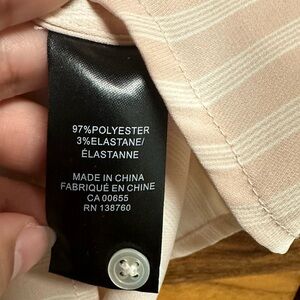 97%POLYESTER
3%ELASTANE/
ÉLASTANNE
MADE IN CHINA
FABRIQUÉ EN CHINE
CA 00655
RN 138760